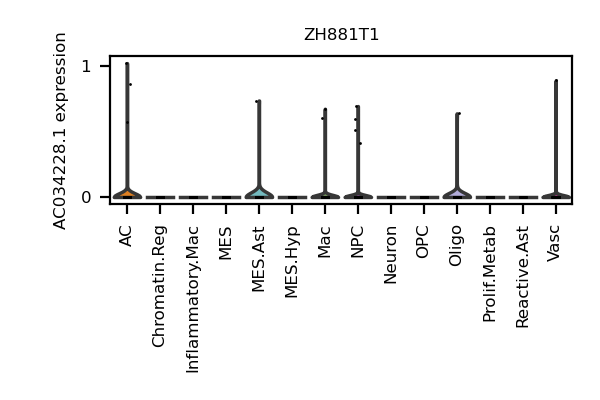 ZH881T1
AC034228.1 expression
1
0
AC
Chromatin.Reg
Inflammatory.Mac
MES
MES.Ast
MES.Hyp
Mac
NPC
Neuron
OPC
Oligo
Prolif.Metab
Reactive.Ast
Vasc